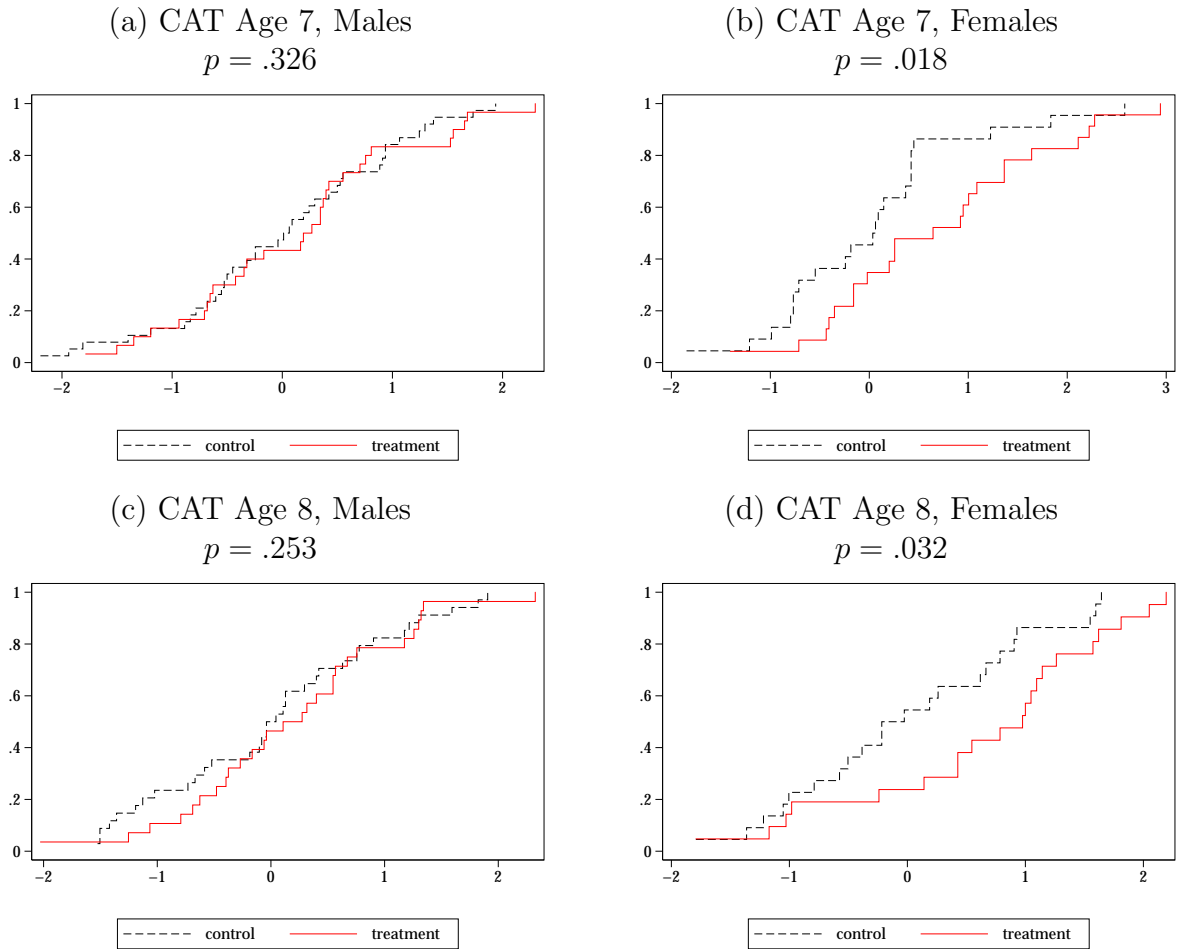 (a) CAT Age 7, Males
p = .326
1
.8
.6
.4
.2
0
−2 −1 0 1 2
control treatment
(b) CAT Age 7, Females
p = .018
1
.8
.6
.4
.2
0
−2 −1 0 1 2 3
control treatment
(c) CAT Age 8, Males
p = .253
1
.8
.6
.4
.2
0
−2 −1 0 1 2
control treatment
(d) CAT Age 8, Females
p = .032
1
.8
.6
.4
.2
0
−2 −1 0 1 2
control treatment